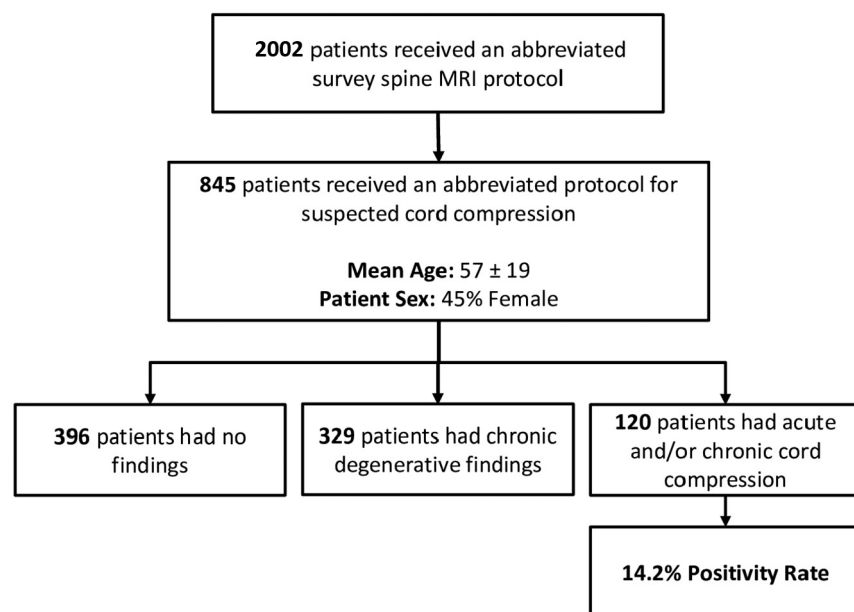 2002 patients received an abbreviated
survey spine MRI protocol
845 patients received an abbreviated protocol for
suspected cord compression
Mean Age: 57 ± 19
Patient Sex: 45% Female
396 patients had no
findings
329 patients had chronic
degenerative findings
120 patients had acute
and/or chronic cord
compression
14.2% Positivity Rate